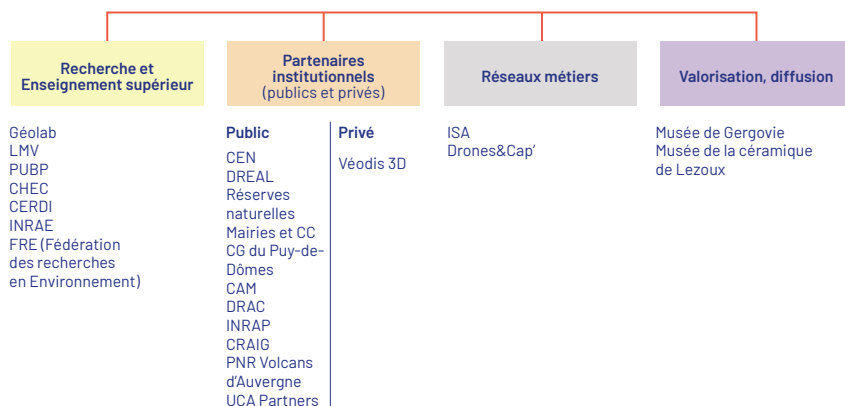 Recherche et
Enseignement supérieur
Géolab
LMV
PUBP
CHEC
CERDI
INRAE
FRE (Fédération
des recherches
en Environnement)
Partenaires
institutionnels
(publics et privés)
Public
CEN
DREAL
Réserves
naturelles
Mairies et CC
CG du Puy-de-
Dômes
CAM
DRAC
INRAP
CRAIG
PNR Volcans
d'Auvergne
UCA Partners
Privé
Véodis 3D
Réseaux métiers
ISA
Drones&Cap'
Valorisation, diffusion
Musée de Gergovie
Musée de la céramique
de Lezoux